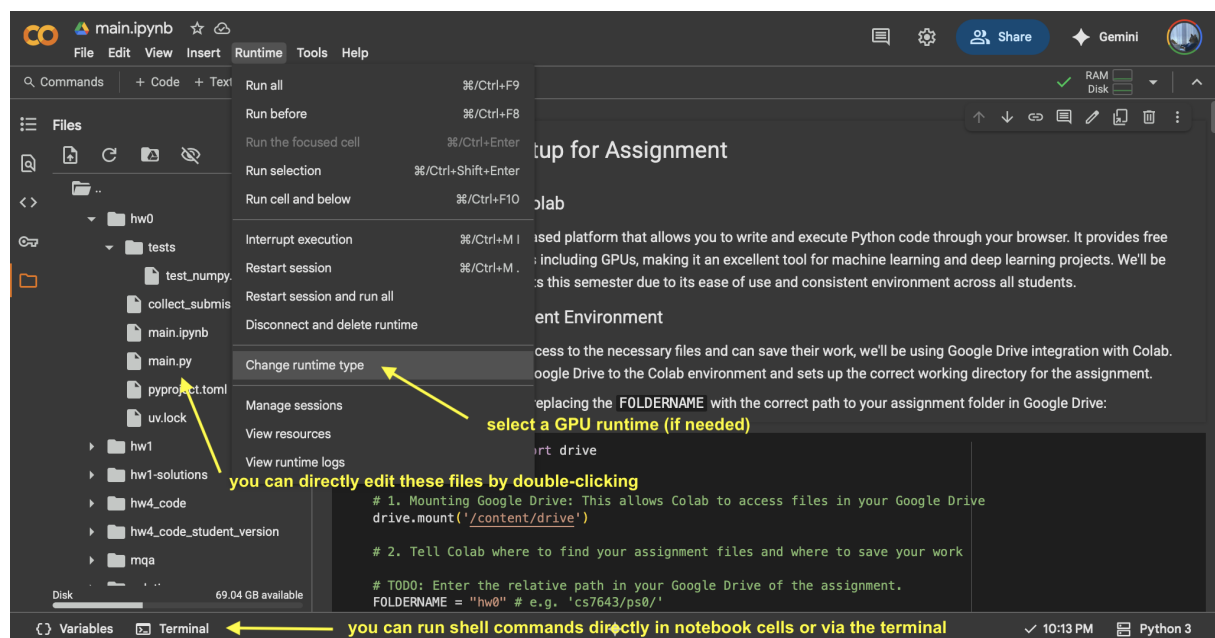 main.ipynb
File Edit View Insert Runtime Tools Help
Share
Gemini
Commands + Code + Text
RAM
Disk
Files
..
hw0
tests
test_numpy.
collect_submis
main.ipynb
main.py
pyproject.toml
uv.lock
hw1
hw1-solutions
hw4_code
hw4_code_student_version
mqa
Disk 69.04 GB available
Run all ⌘/Ctrl+F9
Run before ⌘/Ctrl+F8
Run the focused cell ⌘/Ctrl+Enter
Run selection ⌘/Ctrl+Shift+Enter
Run cell and below ⌘/Ctrl+F10
Interrupt execution ⌘/Ctrl+M I
Restart session ⌘/Ctrl+M .
Restart session and run all
Disconnect and delete runtime
Change runtime type
Manage sessions
View resources
View runtime logs
tup for Assignment
olab
ased platform that allows you to write and execute Python code through your browser. It provides free
s including GPUs, making it an excellent tool for machine learning and deep learning projects. We'll be
ts this semester due to its ease of use and consistent environment across all students.
ent Environment
ccess to the necessary files and can save their work, we'll be using Google Drive integration with Colab.
oogle Drive to the Colab environment and sets up the correct working directory for the assignment.
replacing the FOLDERNAME with the correct path to your assignment folder in Google Drive:
select a GPU runtime (if needed)
ort drive
you can directly edit these files by double-clicking
# 1. Mounting Google Drive: This allows Colab to access files in your Google Drive
drive.mount('/content/drive')
# 2. Tell Colab where to find your assignment files and where to save your work
# TODO: Enter the relative path in your Google Drive of the assignment.
FOLDERNAME = "hw0" # e.g. 'cs7643/ps0/'
{} Variables Terminal
you can run shell commands directly in notebook cells or via the terminal
10:13 PM Python 3